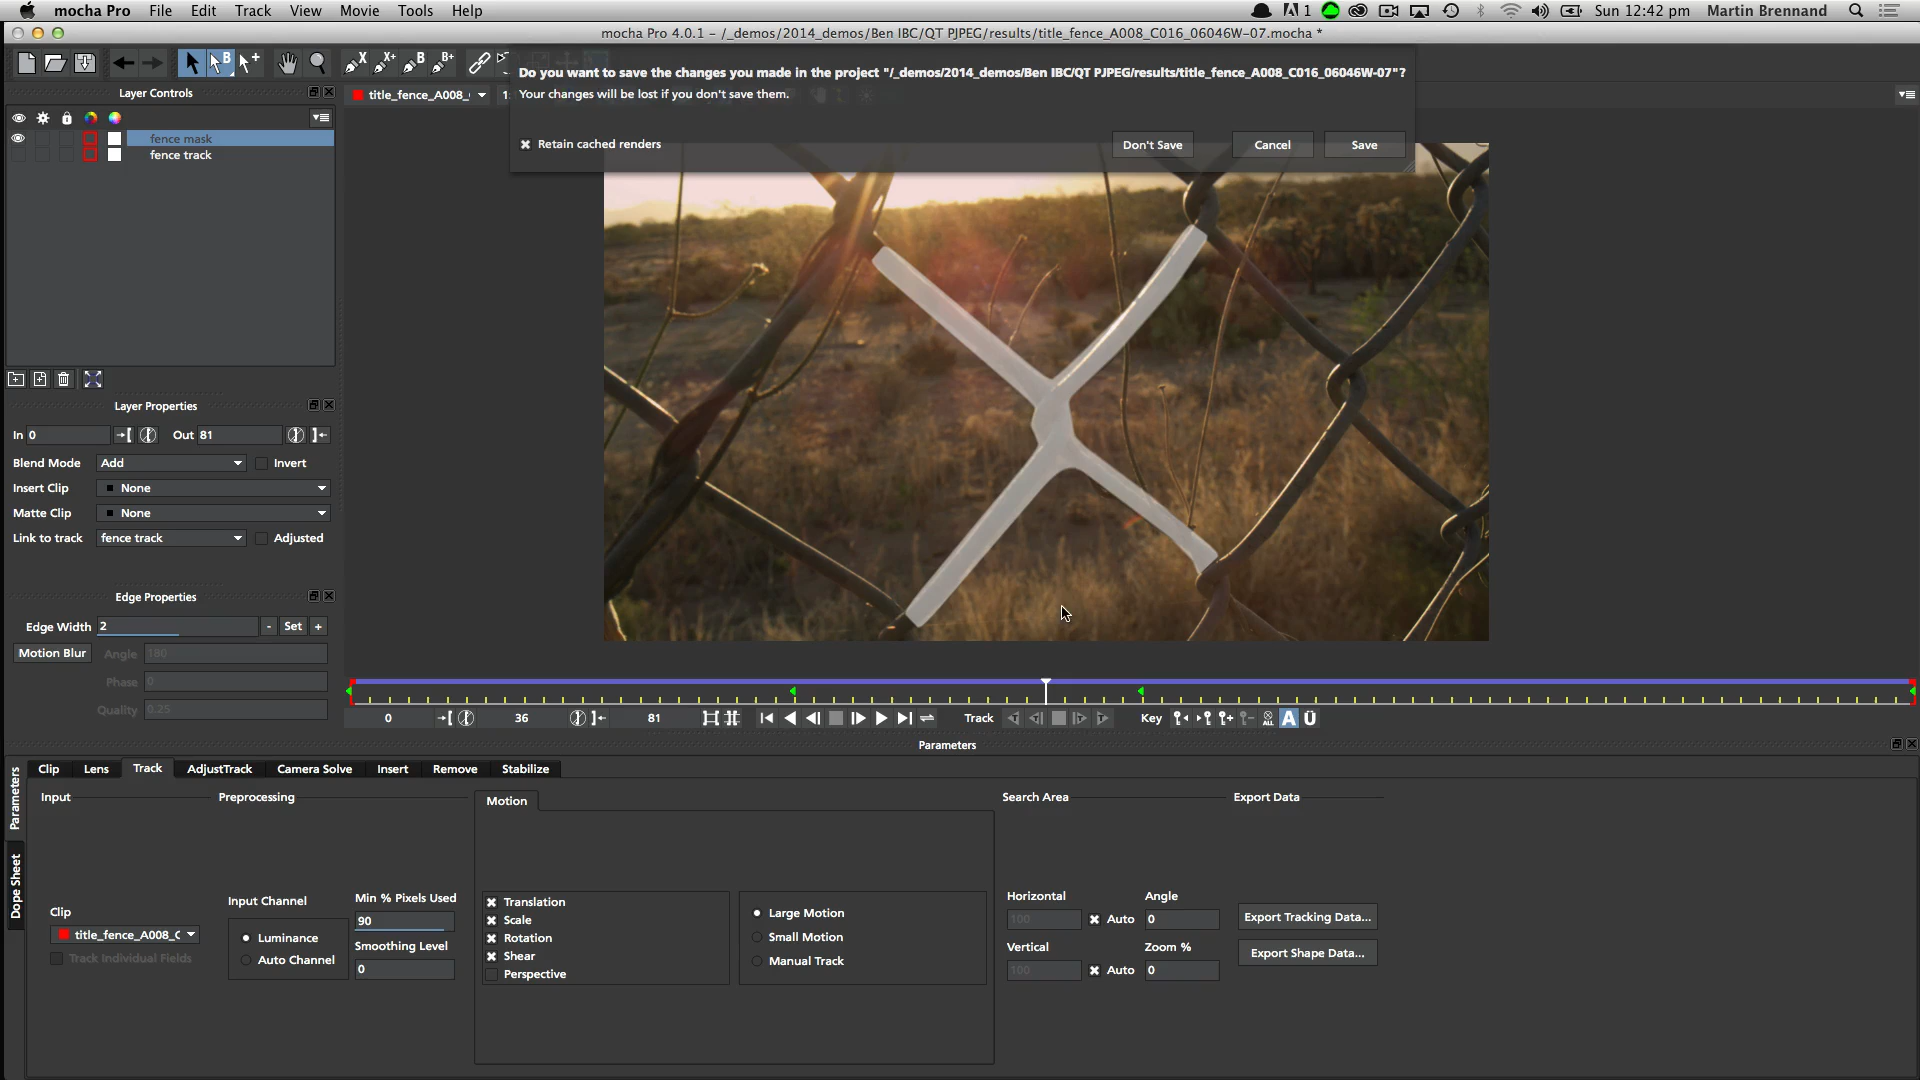 mocha Pro File Edit Track View Movie Tools Help 1 Sun 12:42 pm Martin Brennand
mocha Pro 4.0.1 - /_demos/2014_demos/Ben IBC/QT PJPEG/results/title_fence_A008_C016_06046W-07.mocha *
Do you want to save the changes you made in the project "/_demos/2014_demos/Ben IBC/QT PJPEG/results/title_fence_A008_C016_06046W-07"?
Your changes will be lost if you don't save them.
Retain cached renders Don't Save Cancel Save
Layer Controls
title_fence_A008_
fence mask
fence track
Layer Properties
In 0 Out 81
Blend Mode Add Invert
Insert Clip None
Matte Clip None
Link to track fence track Adjusted
Edge Properties
Edge Width 2 - Set +
Motion Blur Angle 180
Phase 0
Quality 0.25
0 36 81 Track Key A
Parameters
Clip Lens Track AdjustTrack Camera Solve Insert Remove Stabilize
Parameters
Dope Sheet
Input Preprocessing
Clip
title_fence_A008_C
Track Individual Fields
Input Channel
Luminance
Auto Channel
Min % Pixels Used
90
Smoothing Level
0
Motion
Translation
Scale
Rotation
Shear
Perspective
Large Motion
Small Motion
Manual Track
Search Area
Horizontal Angle
100 Auto 0
Vertical Zoom %
100 Auto 0
Export Data
Export Tracking Data...
Export Shape Data...